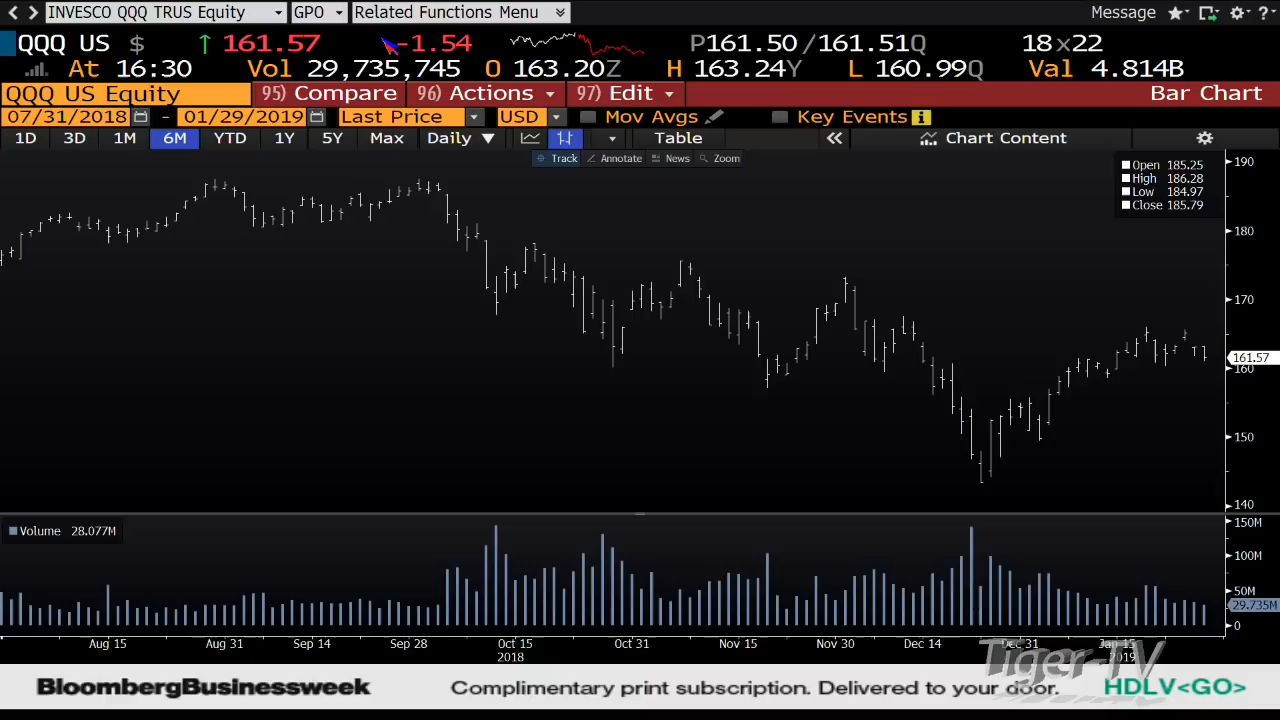 INVESCO QQQ TRUS Equity GPO Related Functions Menu Message ?
QQQ US $ ↑ 161.57 -1.54 P161.50 /161.51Q 18x22
At 16:30 Vol 29,735,745 O 163.20Z H 163.24Y L 160.99Q Val 4.814B
QQQ US Equity 95) Compare 96) Actions 97) Edit Bar Chart
07/31/2018 - 01/29/2019 Last Price USD Mov Avgs Key Events i
1D 3D 1M 6M YTD 1Y 5Y Max Daily ▼ Table « Chart Content
Track Annotate News Zoom
Open 185.25
High 186.28
Low 184.97
Close 185.79
190
180
170
161.57
160
150
140
Volume 28.077M
150M
100M
50M
29.735M
0
Aug 15 Aug 31 Sep 14 Sep 28 Oct 15 Oct 31 Nov 15 Nov 30 Dec 14 Dec 31 Jan 15
2018 2019
Tiger-TV
BloombergBusinessweek Complimentary print subscription. Delivered to your door. HDLV<GO>